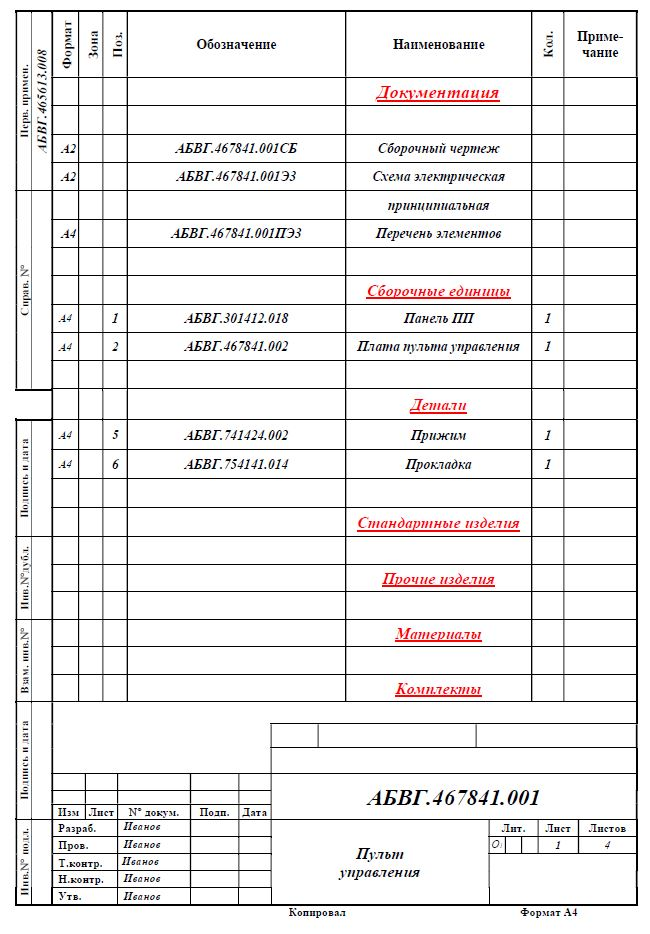 Перв. примен.
АБВГ.465613.008
Справ. №
Подпись и дата
Инв.№ дубл.
Взам. инв.№
Подпись и дата
Инв.№ подл.
Формат Зона Поз. Обозначение Наименование Кол. Приме-
чание
Документация
А2 АБВГ.467841.001СБ Сборочный чертеж
А2 АБВГ.467841.001Э3 Схема электрическая
принципиальная
А4 АБВГ.467841.001ПЭ3 Перечень элементов
Сборочные единицы
А4 1 АБВГ.301412.018 Панель ПП 1
А4 2 АБВГ.467841.002 Плата пульта управления 1
Детали
А4 5 АБВГ.741424.002 Прижим 1
А4 6 АБВГ.754141.014 Прокладка 1
Стандартные изделия
Прочие изделия
Материалы
Комплекты
АБВГ.467841.001
Изм Лист № докум. Подп. Дата
Разраб. Иванов
Пров. Иванов
Т.контр. Иванов
Н.контр. Иванов
Утв. Иванов
Пульт
управления
Лит. Лист Листов
О1 1 4
Копировал Формат А4